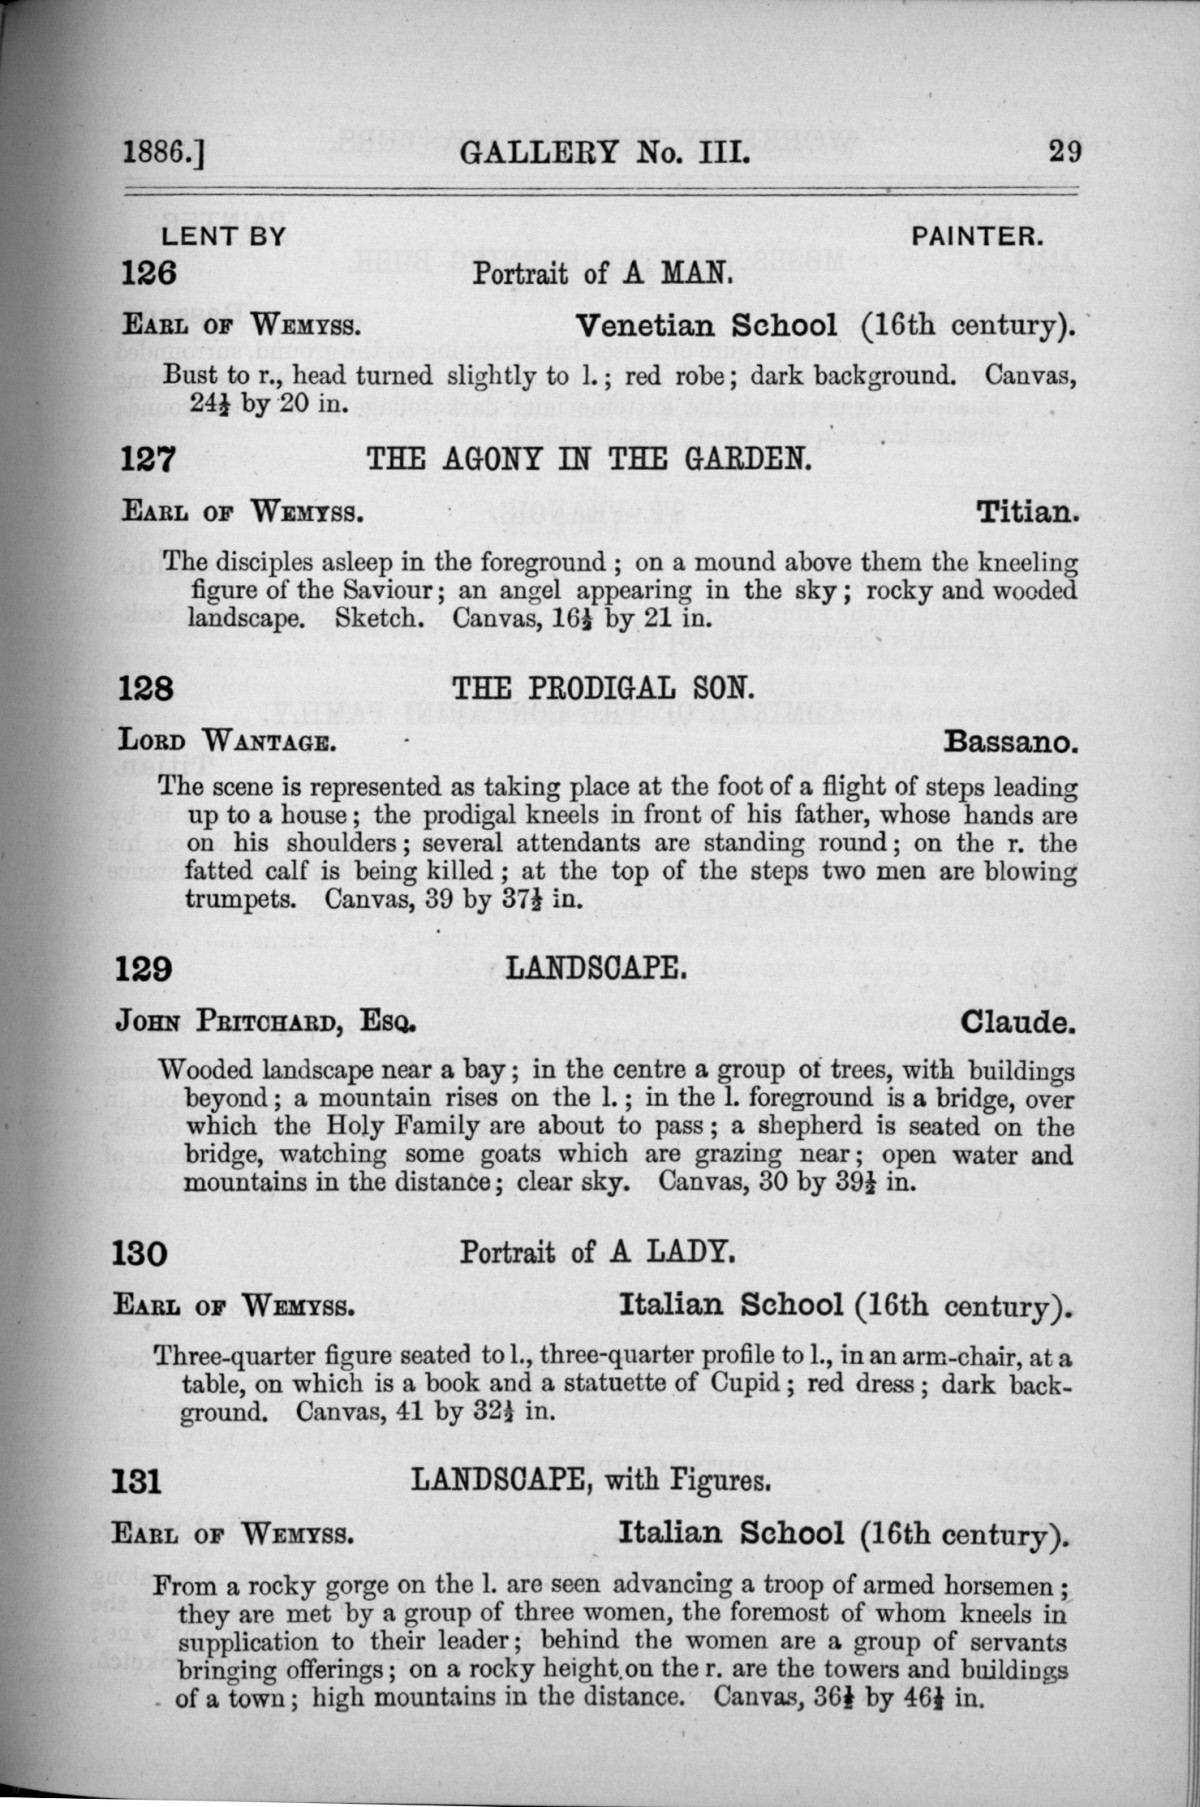 1886.] GALLERY No. III. 29
LENT BY PAINTER.
126 Portrait of A MAN.
EARL OF WEMYSS. Venetian School (16th century).
Bust to r., head turned slightly to l.; red robe; dark background. Canvas,
24½ by 20 in.
127 THE AGONY IN THE GARDEN.
EARL OF WEMYSS. Titian.
The disciples asleep in the foreground; on a mound above them the kneeling
figure of the Saviour; an angel appearing in the sky; rocky and wooded
landscape. Sketch. Canvas, 16½ by 21 in.
128 THE PRODIGAL SON.
LORD WANTAGE. Bassano.
The scene is represented as taking place at the foot of a flight of steps leading
up to a house; the prodigal kneels in front of his father, whose hands are
on his shoulders; several attendants are standing round; on the r. the
fatted calf is being killed; at the top of the steps two men are blowing
trumpets. Canvas, 39 by 37½ in.
129 LANDSCAPE.
JOHN PRITCHARD, ESQ. Claude.
Wooded landscape near a bay; in the centre a group of trees, with buildings
beyond; a mountain rises on the l.; in the l. foreground is a bridge, over
which the Holy Family are about to pass; a shepherd is seated on the
bridge, watching some goats which are grazing near; open water and
mountains in the distance; clear sky. Canvas, 30 by 39½ in.
130 Portrait of A LADY.
EARL OF WEMYSS. Italian School (16th century).
Three-quarter figure seated to l., three-quarter profile to l., in an arm-chair, at a
table, on which is a book and a statuette of Cupid; red dress; dark back-
ground. Canvas, 41 by 32½ in.
131 LANDSCAPE, with Figures.
EARL OF WEMYSS. Italian School (16th century).
From a rocky gorge on the l. are seen advancing a troop of armed horsemen;
they are met by a group of three women, the foremost of whom kneels in
supplication to their leader; behind the women are a group of servants
bringing offerings; on a rocky height on the r. are the towers and buildings
of a town; high mountains in the distance. Canvas, 36½ by 46½ in.